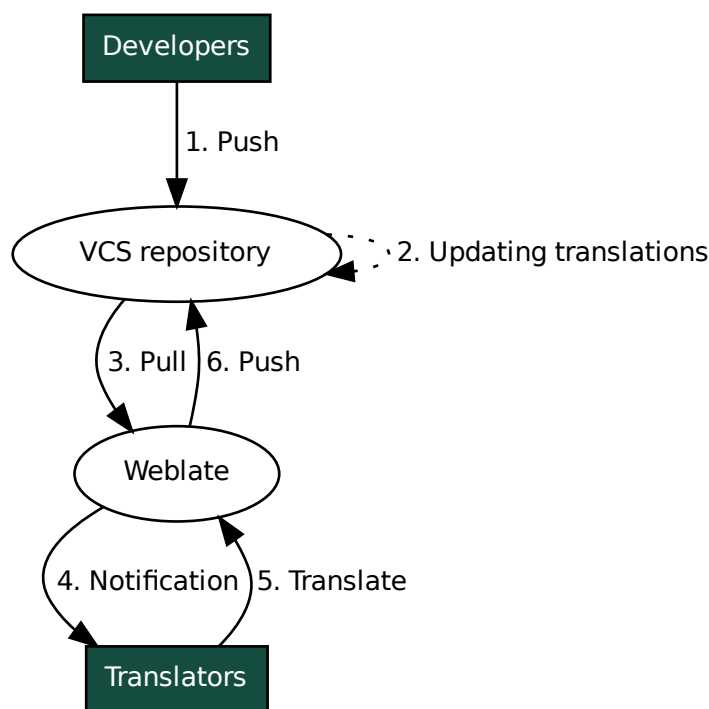 Developers
1. Push
VCS repository
2. Updating translations
3. Pull
6. Push
Weblate
4. Notification
5. Translate
Translators